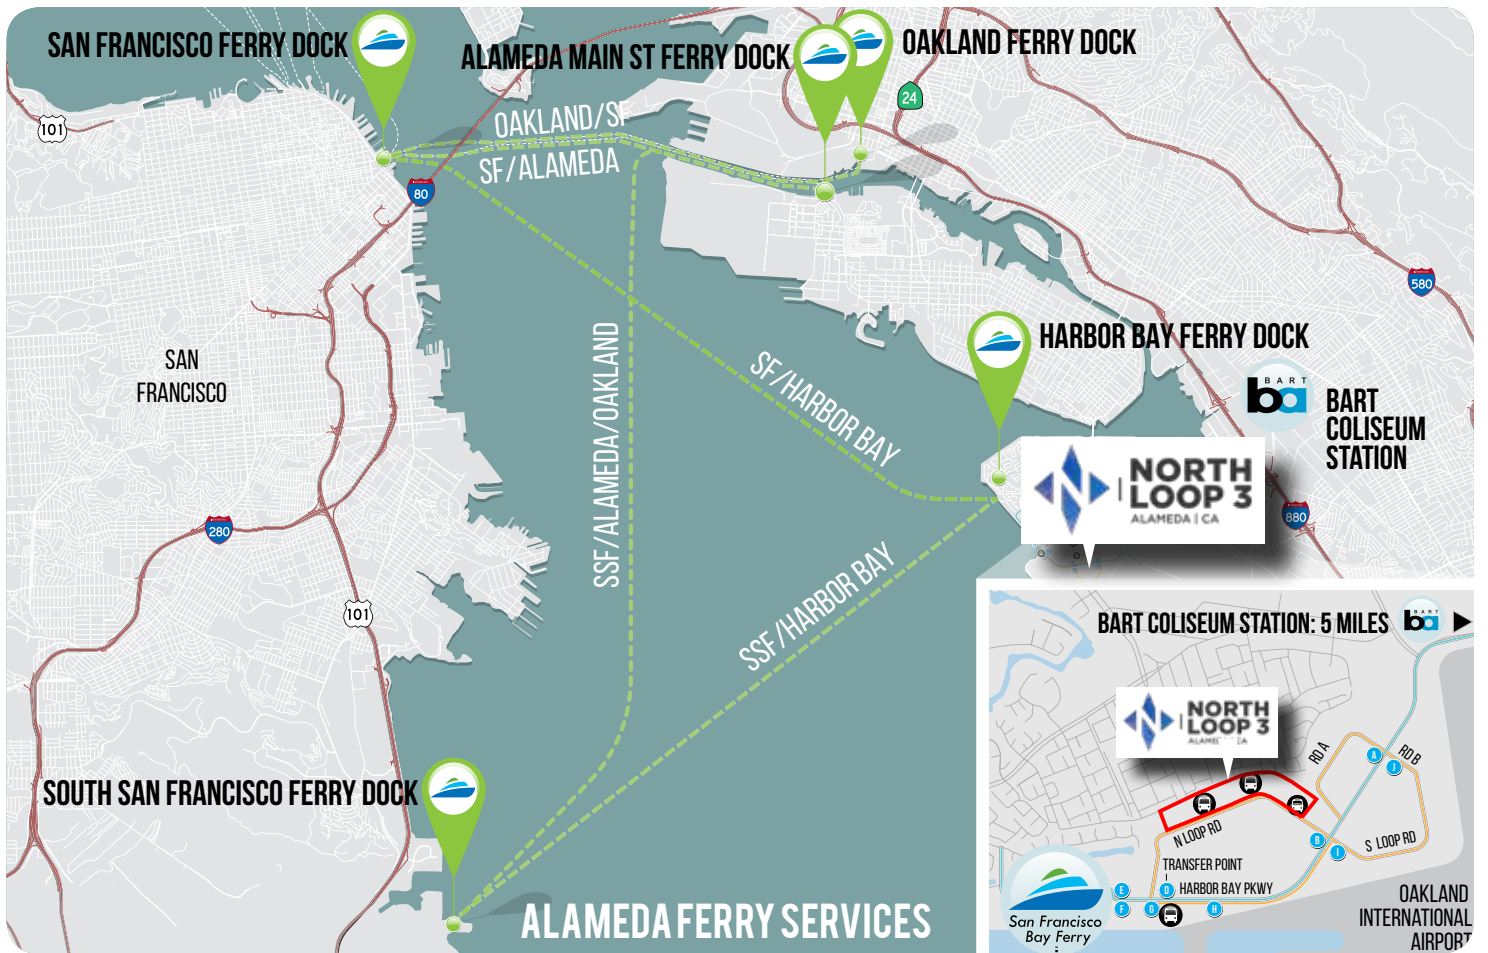 SAN FRANCISCO FERRY DOCK
ALAMEDA MAIN ST FERRY DOCK
OAKLAND FERRY DOCK
24
101
OAKLAND/SF
SF/ALAMEDA
80
580
HARBOR BAY FERRY DOCK
SAN
FRANCISCO
SF/HARBOR BAY
BART
ba
BART
COLISEUM
STATION
SSF/ALAMEDA/OAKLAND
NORTH
LOOP 3
ALAMEDA | CA
280
880
SSF/HARBOR BAY
101
BART COLISEUM STATION: 5 MILES
BART
ba
NORTH
LOOP 3
RD A
RD B
A
J
SOUTH SAN FRANCISCO FERRY DOCK
N LOOP RD
B
I
S LOOP RD
TRANSFER POINT
E
D
HARBOR BAY PKWY
F
G
H
OAKLAND
INTERNATIONAL
AIRPORT
San Francisco
Bay Ferry
ALAMEDA FERRY SERVICES